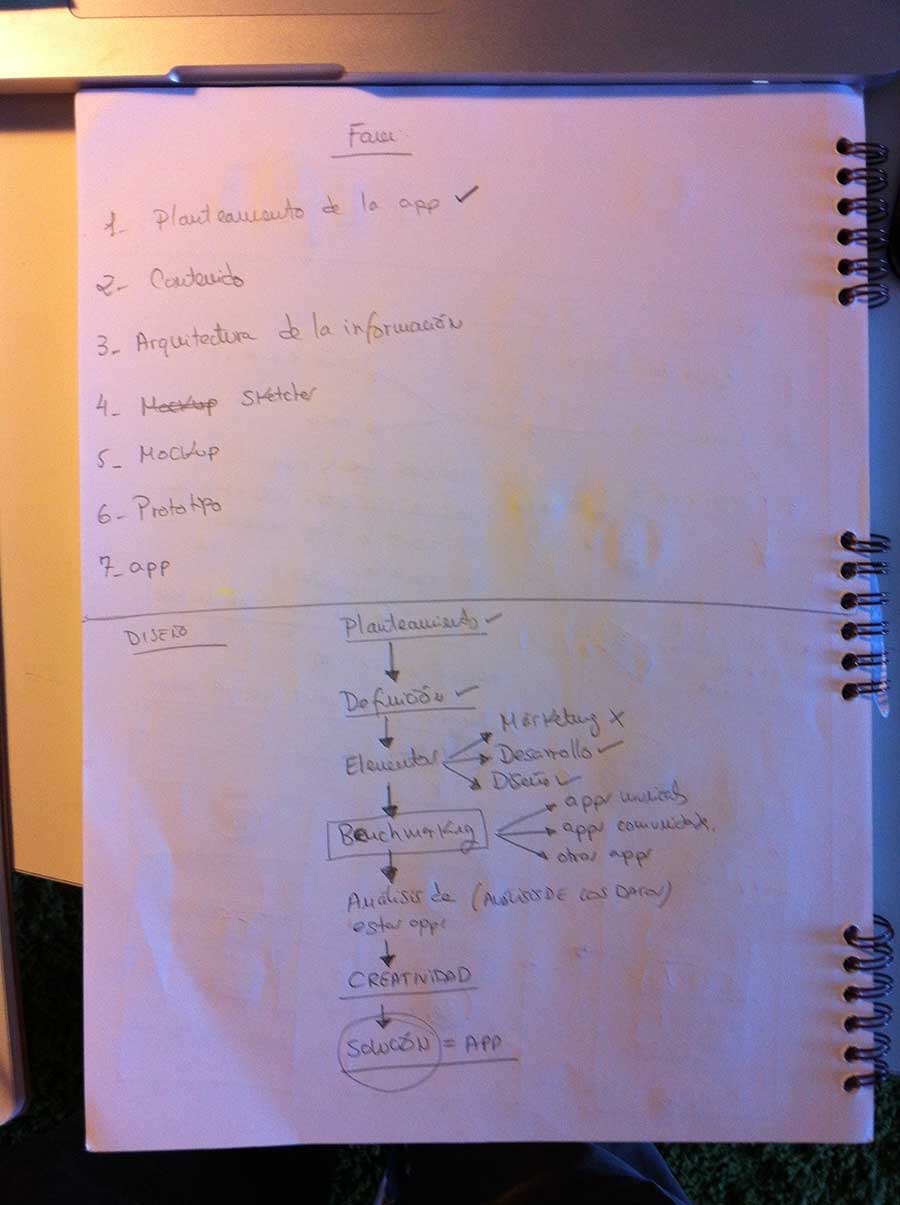 Fases
1- Planteamiento de la app ✓
2- Contenido
3- Arquitectura de la información
4- Mockup Sketches
5- Mockup
6- Prototipo
7- app
DISEÑO
Planteamiento ✓
Definición ✓
Elementos
Marketing X
Desarrollo ✓
Diseño ✓
Benchmarking
apps musicales
apps comunidades.
otras apps
Análisis de (ANÁLISIS DE LOS DATOS)
estas apps
CREATIVIDAD
SOLUCIÓN = APP